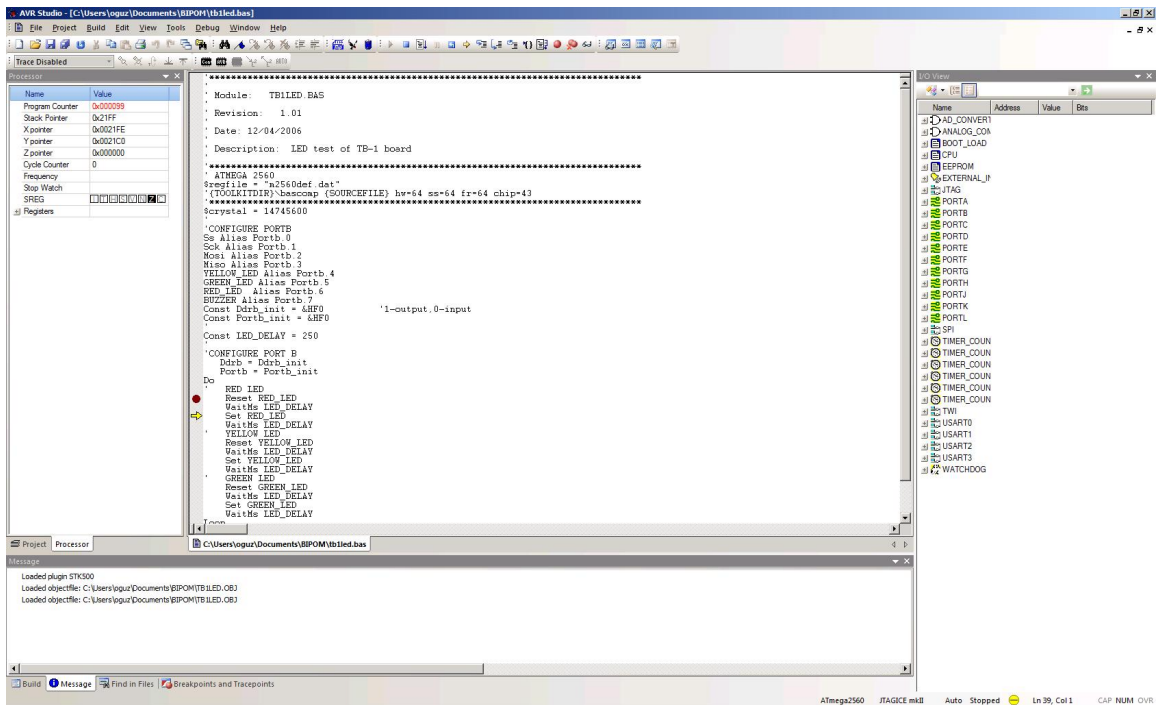 AVR Studio - [C:\Users\oguz\Documents\BIPOM\tb1led.bas]
File Project Build Edit View Tools Debug Window Help
Trace Disabled
Processor
Name Value
Program Counter 0x000099
Stack Pointer 0x21FF
X pointer 0x0021FE
Y pointer 0x0021C0
Z pointer 0x000000
Cycle Counter 0
Frequency
Stop Watch
SREG I T H S V N Z C
Registers
Project Processor
'*******************************************************************************
'
' Module: TB1LED.BAS
'
' Revision: 1.01
'
' Date: 12/04/2006
'
' Description: LED test of TB-1 board
'
'*******************************************************************************
' ATMEGA 2560
$regfile = "m2560def.dat"
'{TOOLKITDIR}\bascomp {SOURCEFILE} hw=64 ss=64 fr=64 chip=43
'*******************************************************************************
$crystal = 14745600
'
'CONFIGURE PORTB
Ss Alias Portb.0
Sck Alias Portb.1
Mosi Alias Portb.2
Miso Alias Portb.3
YELLOW_LED Alias Portb.4
GREEN_LED Alias Portb.5
RED_LED Alias Portb.6
BUZZER Alias Portb.7
Const Ddrb_init = &HF0 '1-output,0-input
Const Portb_init = &HF0
'
Const LED_DELAY = 250
'
'CONFIGURE PORT B
Ddrb = Ddrb_init
Portb = Portb_init
Do
' RED LED
Reset RED_LED
WaitMs LED_DELAY
Set RED_LED
WaitMs LED_DELAY
' YELLOW LED
Reset YELLOW_LED
WaitMs LED_DELAY
Set YELLOW_LED
WaitMs LED_DELAY
' GREEN LED
Reset GREEN_LED
WaitMs LED_DELAY
Set GREEN_LED
WaitMs LED_DELAY
Loop
C:\Users\oguz\Documents\BIPOM\tb1led.bas
I/O View
Name Address Value Bits
AD_CONVERT
ANALOG_COM
BOOT_LOAD
CPU
EEPROM
EXTERNAL_IN
JTAG
PORTA
PORTB
PORTC
PORTD
PORTE
PORTF
PORTG
PORTH
PORTJ
PORTK
PORTL
SPI
TIMER_COUN
TIMER_COUN
TIMER_COUN
TIMER_COUN
TIMER_COUN
TIMER_COUN
TWI
USART0
USART1
USART2
USART3
WATCHDOG
Message
Loaded plugin STK500
Loaded objectfile: C:\Users\oguz\Documents\BIPOM\TB1LED.OBJ
Loaded objectfile: C:\Users\oguz\Documents\BIPOM\TB1LED.OBJ
Build Message Find in Files Breakpoints and Tracepoints
ATmega2560 JTAGICE mkII Auto Stopped Ln 39, Col 1 CAP NUM OVR